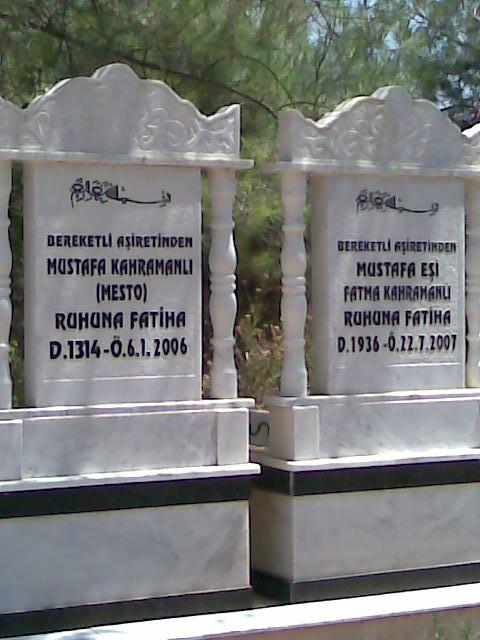 BEREKETLİ AŞİRETİNDEN
MUSTAFA KAHRAMANLI
(MESTO)
RUHUNA FATİHA
D.1314 - Ö.6.1. 2006
BEREKETLİ AŞİRETİNDEN
MUSTAFA EŞİ
FATMA KAHRAMANLI
RUHUNA FATİHA
D.1936 - Ö.22.7.2007